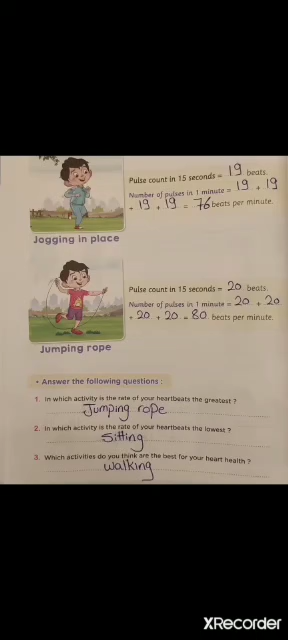 Pulse count in 15 seconds = 19 beats.
Number of pulses in 1 minute = 19 + 19
+ 19 + 19 = 76 beats per minute.
Jogging in place
Pulse count in 15 seconds = 20 beats.
Number of pulses in 1 minute = 20 + 20
+ 20 + 20 = 80 beats per minute.
Jumping rope
• Answer the following questions :
1. In which activity is the rate of your heartbeats the greatest ?
Jumping rope
2. In which activity is the rate of your heartbeats the lowest ?
Sitting
3. Which activities do you think are the best for your heart health ?
walking
XRecorder